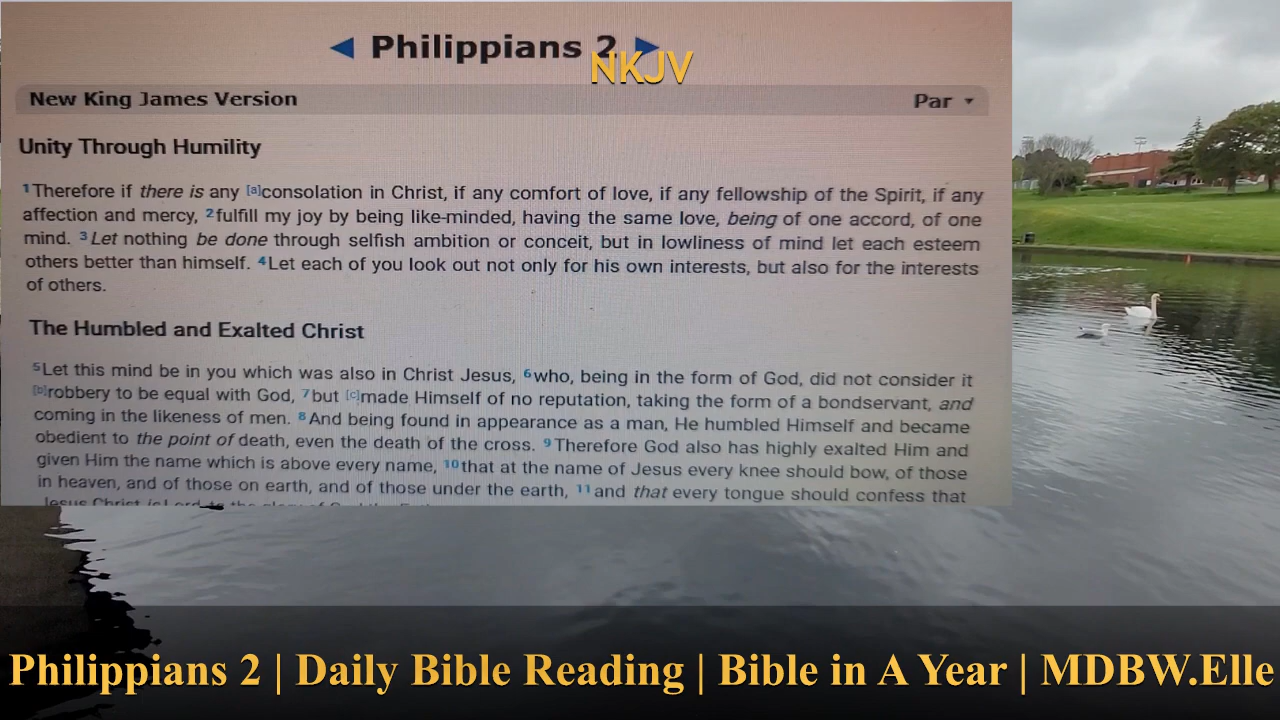 ◄ Philippians 2 ►
NKJV
New King James Version Par ▾
Unity Through Humility
1Therefore if there is any [a]consolation in Christ, if any comfort of love, if any fellowship of the Spirit, if any
affection and mercy, 2fulfill my joy by being like-minded, having the same love, being of one accord, of one
mind. 3Let nothing be done through selfish ambition or conceit, but in lowliness of mind let each esteem
others better than himself. 4Let each of you look out not only for his own interests, but also for the interests
of others.
The Humbled and Exalted Christ
5Let this mind be in you which was also in Christ Jesus, 6who, being in the form of God, did not consider it
[b]robbery to be equal with God, 7but [c]made Himself of no reputation, taking the form of a bondservant, and
coming in the likeness of men. 8And being found in appearance as a man, He humbled Himself and became
obedient to the point of death, even the death of the cross. 9Therefore God also has highly exalted Him and
given Him the name which is above every name, 10that at the name of Jesus every knee should bow, of those
in heaven, and of those on earth, and of those under the earth, 11and that every tongue should confess that
Jesus Christ is Lord
Philippians 2 | Daily Bible Reading | Bible in A Year | MDBW.Elle